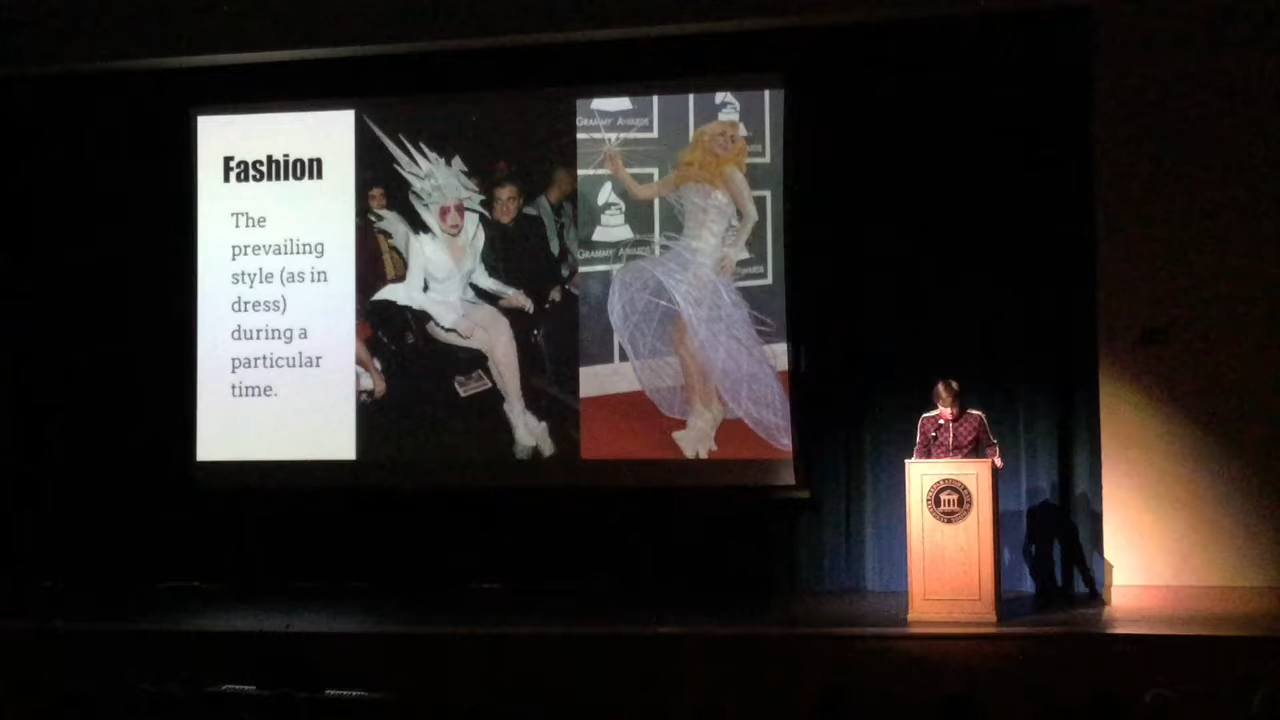 Fashion
The
prevailing
style (as in
dress)
during a
particular
time.
GRAMMY AWARDS
GRAMMY AWARDS